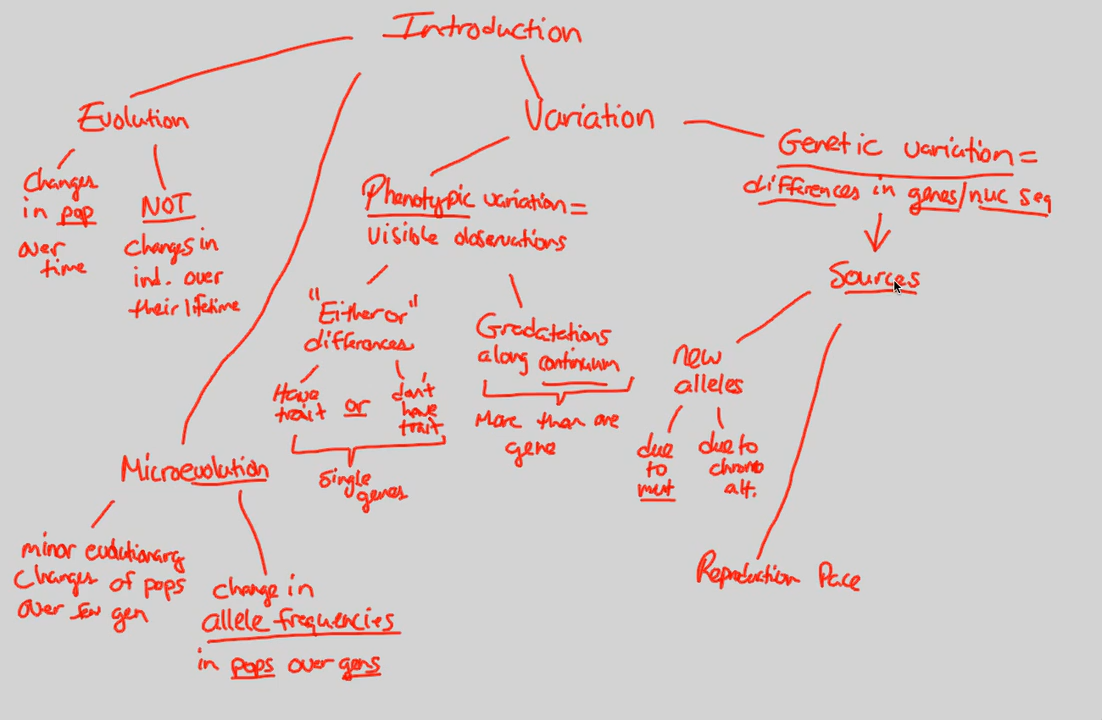 Introduction
Evolution
Changes
in pop
over
time
NOT
changes in
ind. over
their lifetime
Variation
Phenotypic variation =
visible observations
"Either or"
differences
Have
trait
or
don't
have
trait
Single
genes
Gradatations
along continuum
More than one
gene
Genetic variation =
differences in genes/nuc seq
Sources
new
alleles
due
to
mut
due to
chromo
alt.
Reproduction Pace
Microevolution
minor evolutionary
changes of pops
over few gen
change in
allele frequencies
in pops over gens